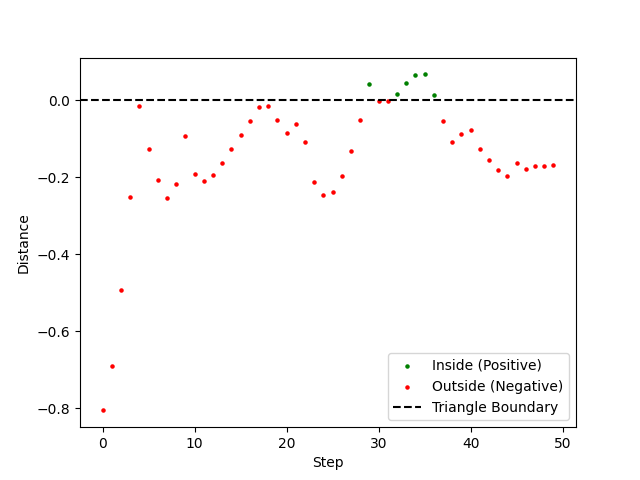 0.0
−0.2
−0.4
−0.6
−0.8
Distance
0
10
20
30
40
50
Step
Inside (Positive)
Outside (Negative)
Triangle Boundary